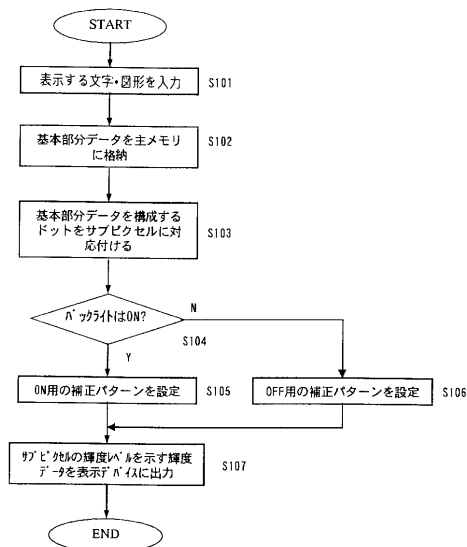 START
表示する文字・図形を入力
S101
基本部分データを主メモリ
に格納
S102
基本部分データを構成する
ドットをサブピクセルに対
応付ける
S103
バックライトはON?
N
S104
Y
ON用の補正パターンを設定
S105
OFF用の補正パターンを設定
S106
サブピクセルの輝度レベルを示す輝度
データを表示デバイスに出力
S107
END